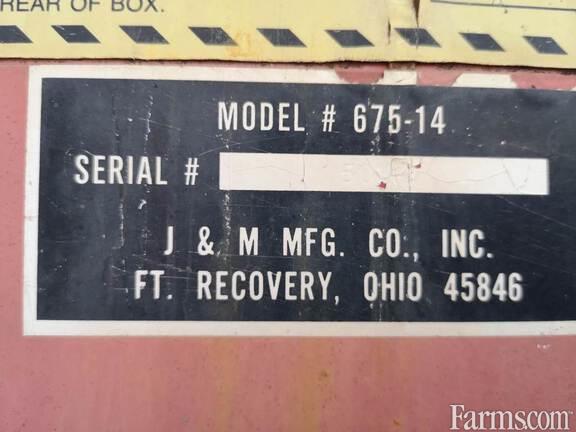 REAR OF BOX.
MODEL # 675-14
SERIAL #
J & M MFG. CO., INC.
FT. RECOVERY, OHIO 45846
Farms.com